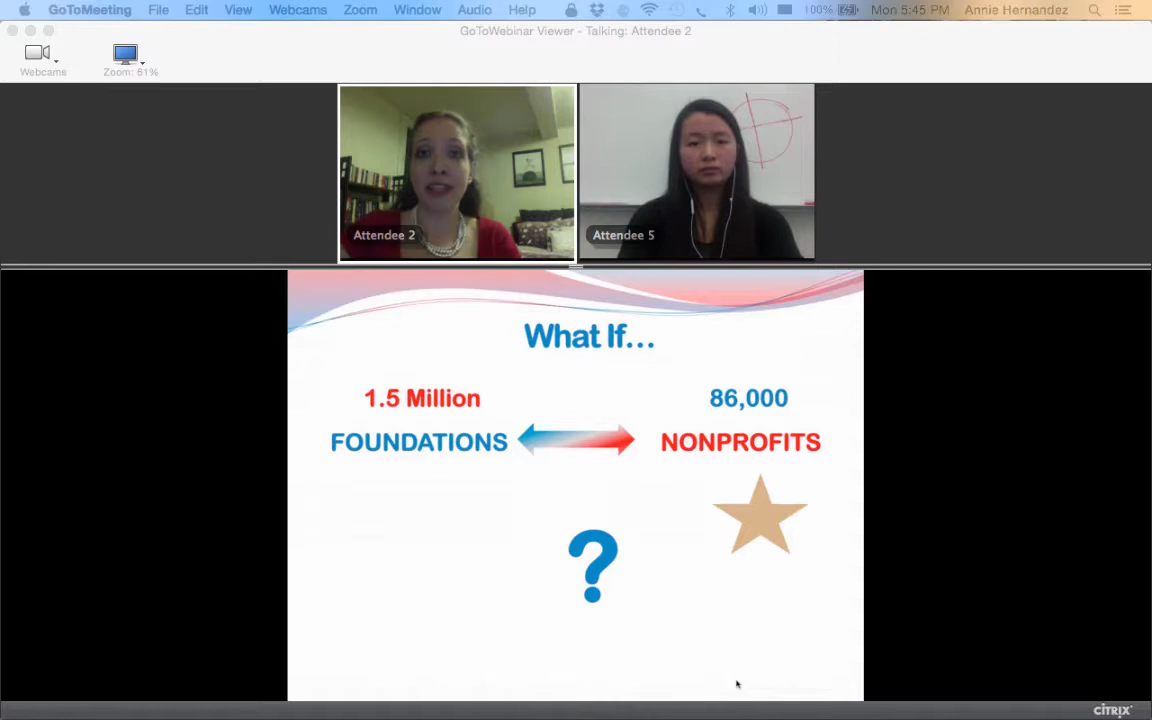 GoToMeeting File Edit View Webcams Zoom Window Audio Help 100% Mon 5:45 PM Annie Hernandez
GoToWebinar Viewer - Talking: Attendee 2
Webcams Zoom: 61%
Attendee 2 Attendee 5
What If...
1.5 Million 86,000
FOUNDATIONS NONPROFITS
?
CITRIX